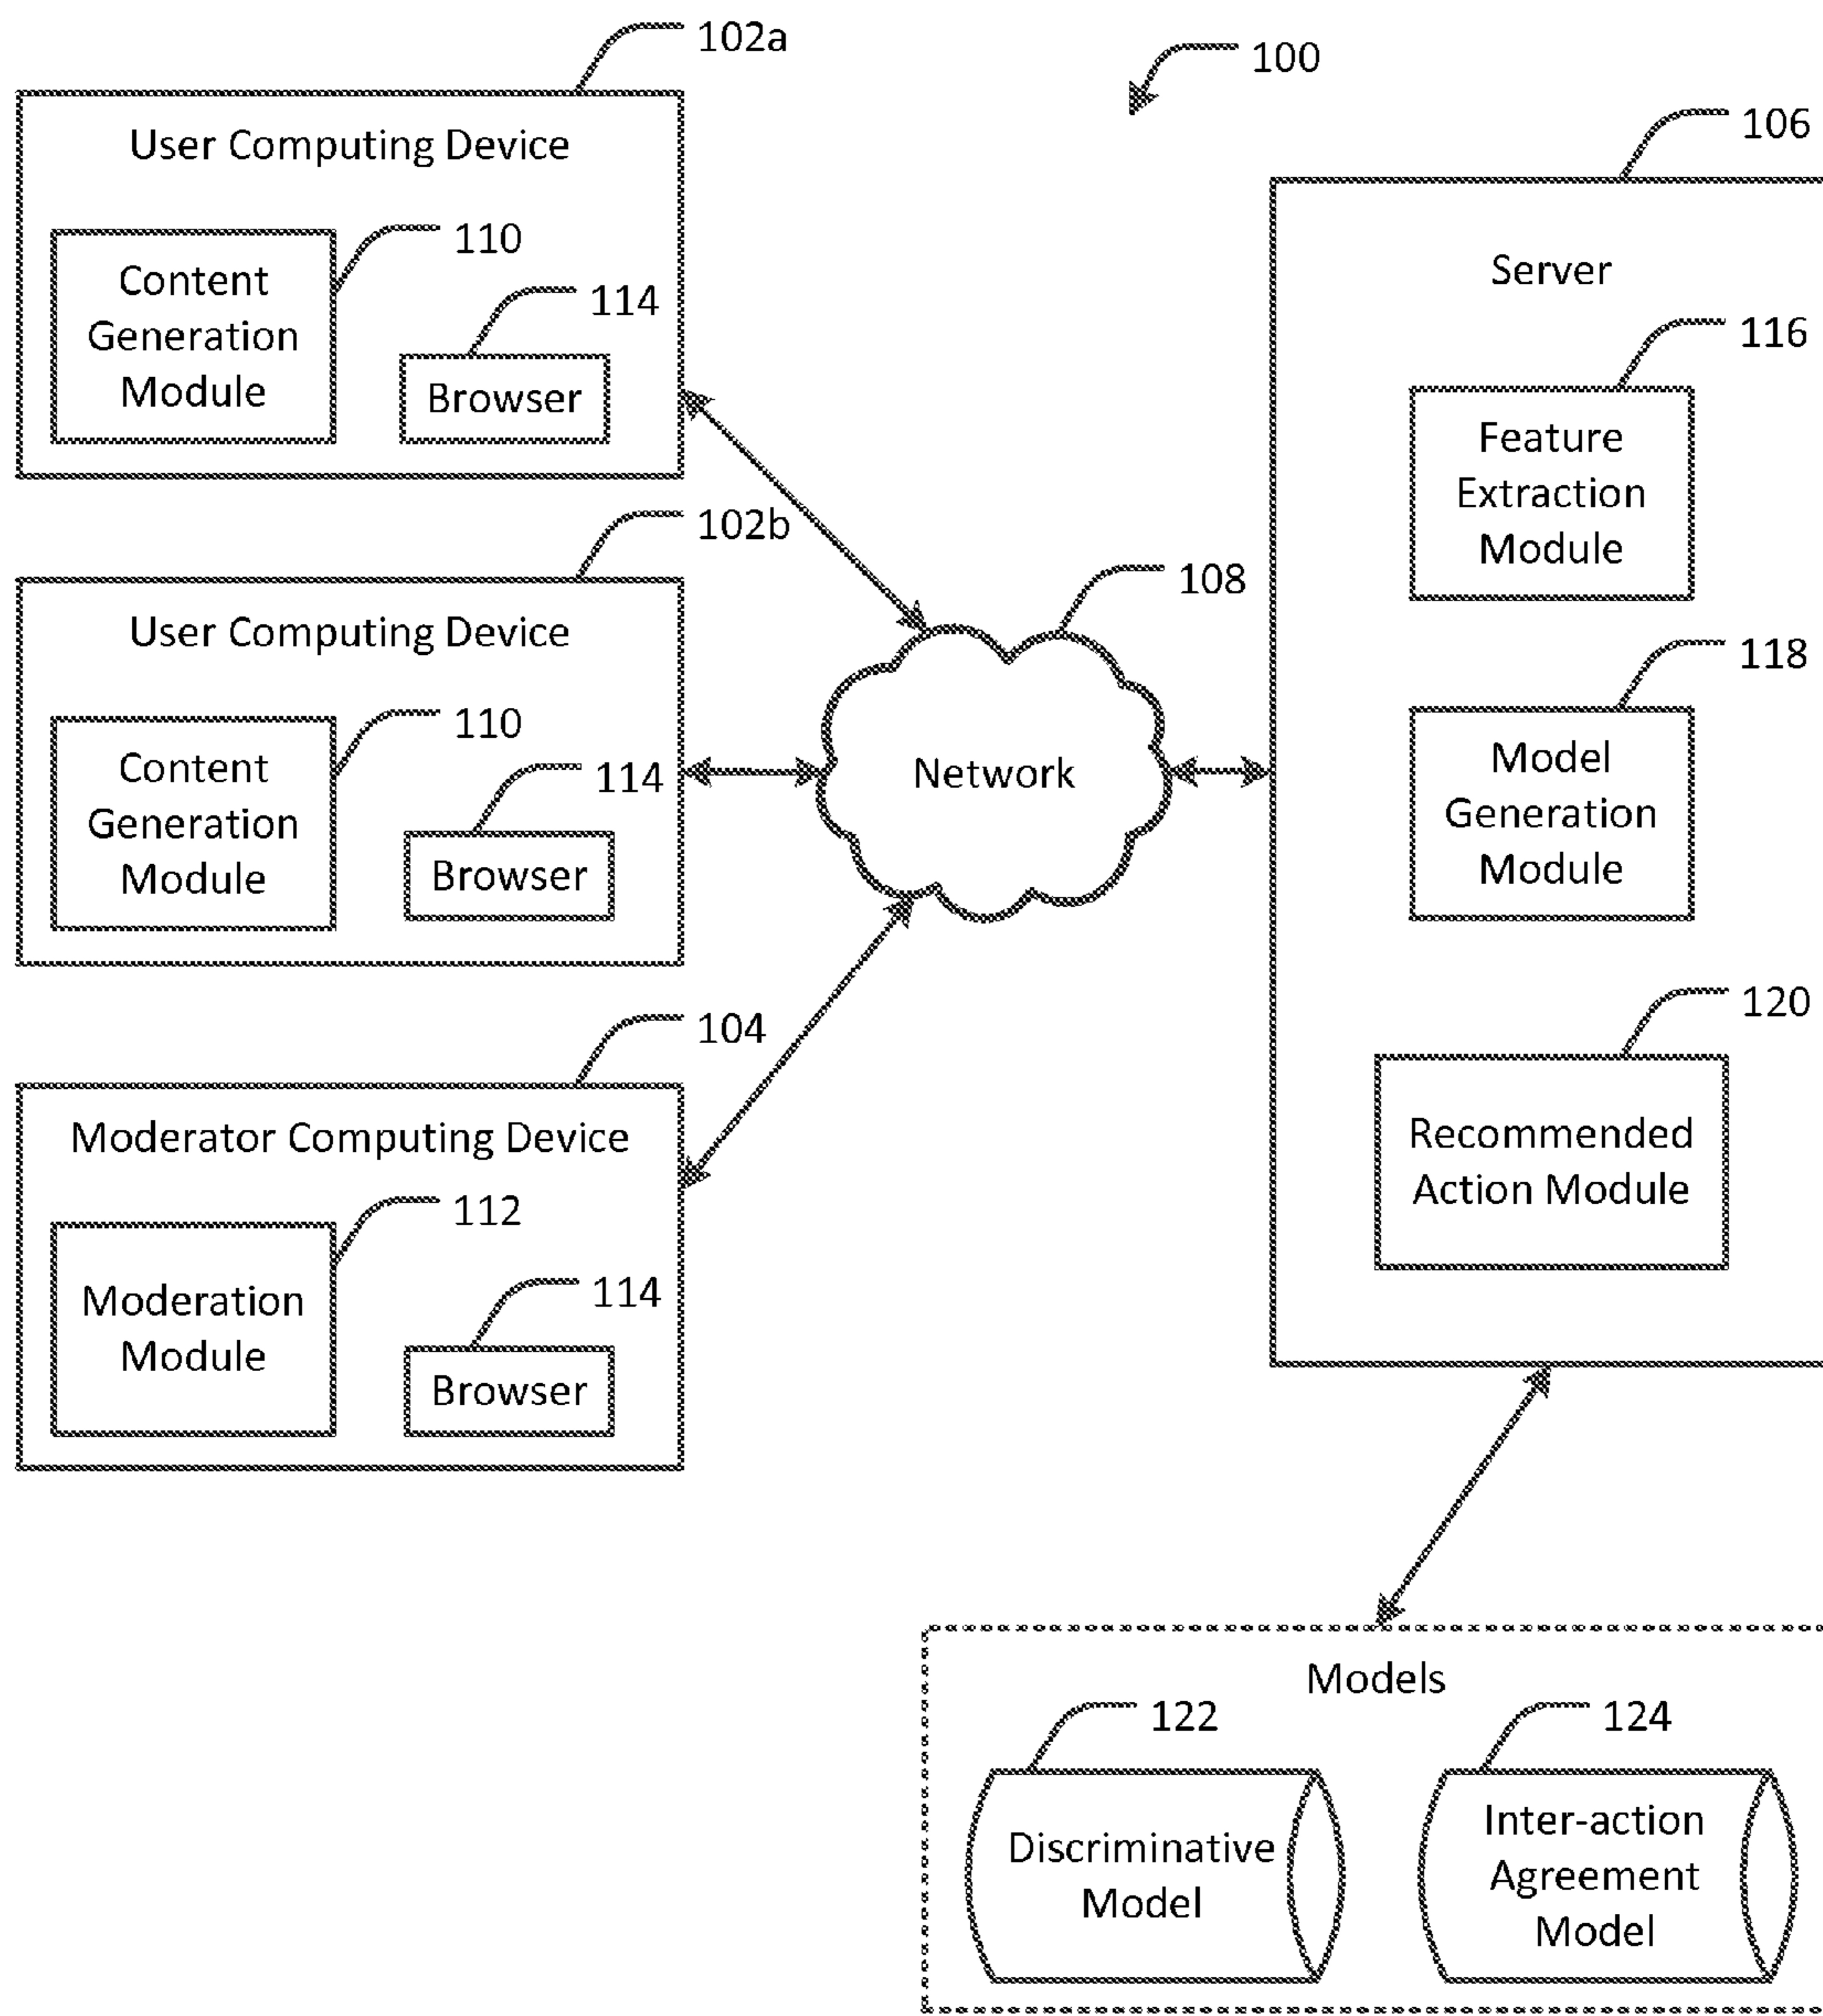 102a
100
User Computing Device
106
110
Content
Generation
Module
114
Browser
Server
116
Feature
Extraction
Module
102b
User Computing Device
108
110
Content
Generation
Module
114
Browser
Network
118
Model
Generation
Module
104
Moderator Computing Device
120
Recommended
Action Module
112
Moderation
Module
114
Browser
Models
122
124
Discriminative
Model
Inter-action
Agreement
Model